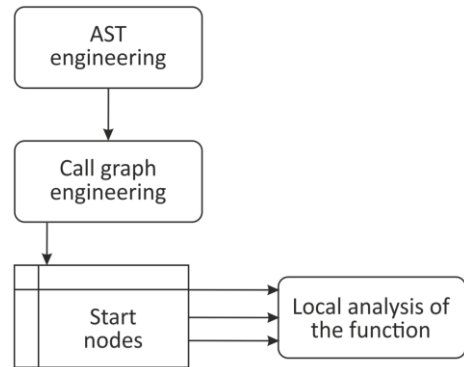 AST
engineering
Call graph
engineering
Start
nodes
Local analysis of
the function